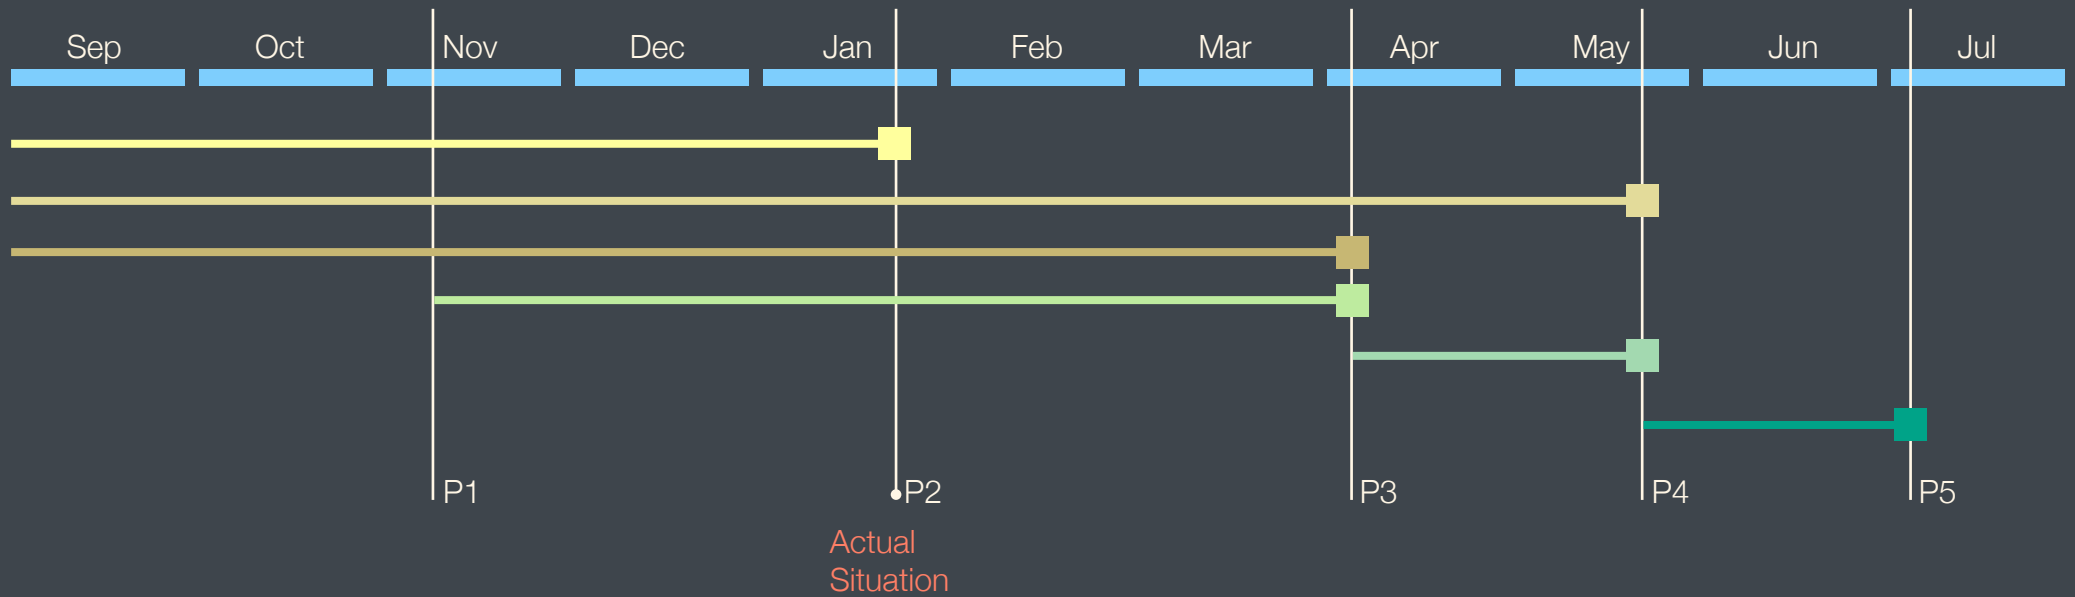 Sep Oct Nov Dec Jan Feb Mar Apr May Jun Jul
P1 P2 P3 P4 P5
Actual
Situation